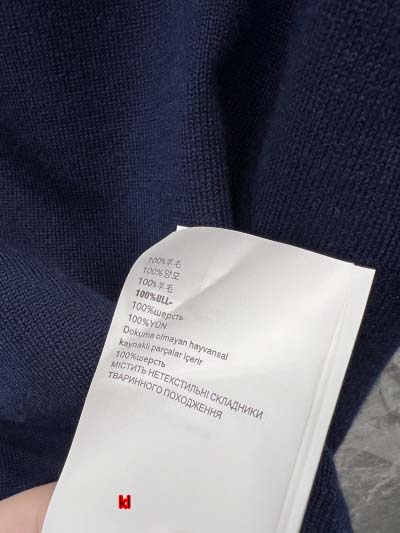 100%羊毛
100%양모
100%羊毛
100%ULL-
100%шерсть
100%YÜN
Dokuma olmayan hayvansal
kaynaklı parçalar içerir
100%шерсть
МІСТИТЬ НЕТЕКСТИЛЬНІ СКЛАДНИКИ
ТВАРИННОГО ПОХОДЖЕННЯ
kl